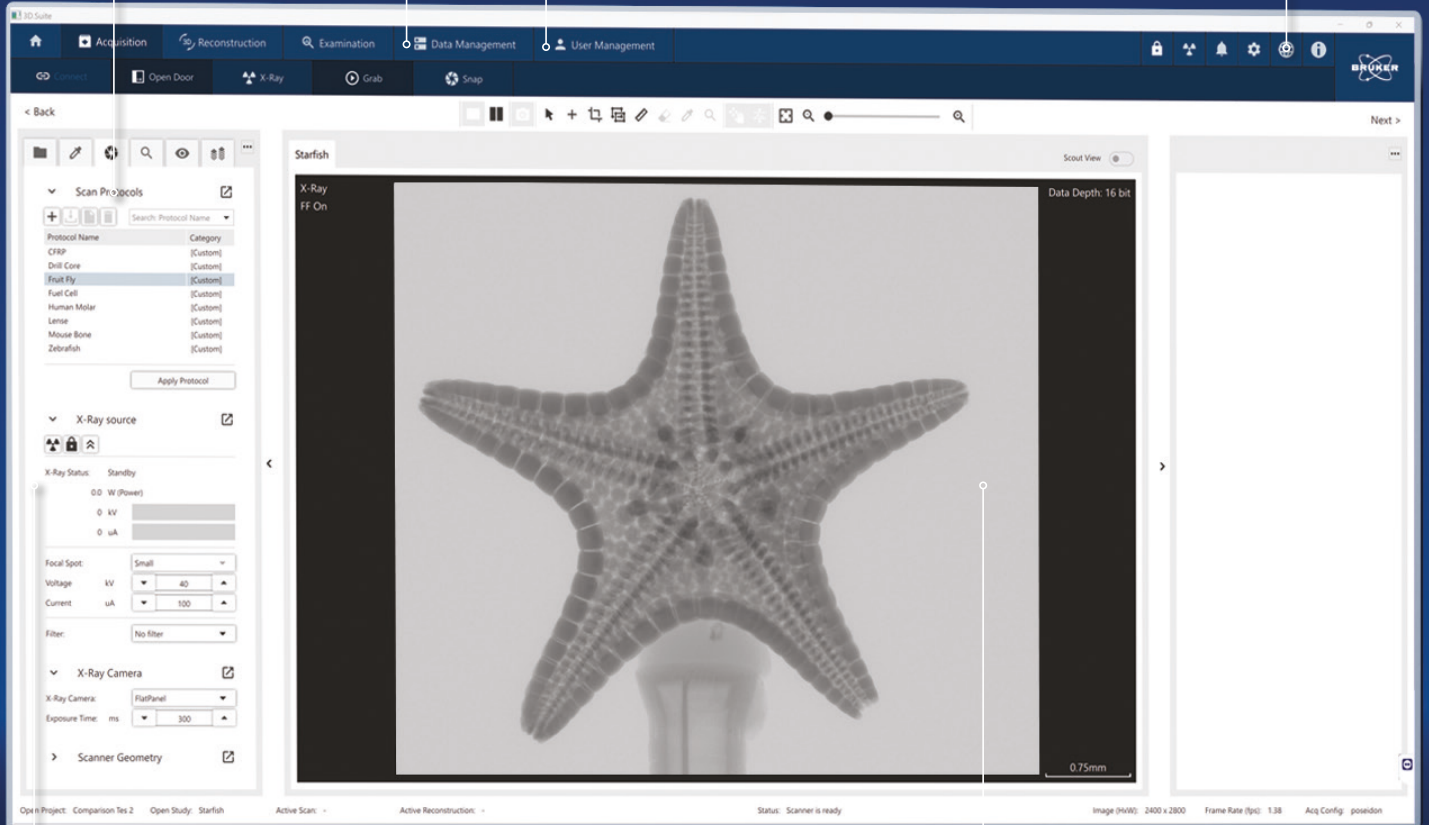 3D.Suite
Acquisition
3D Reconstruction
Examination
Data Management
User Management
BRUKER
Connect
Open Door
X-Ray
Grab
Snap
< Back
Next >
Starfish
Scout View
Scan Protocols
Search: Protocol Name
Protocol Name Category
CFRP [Custom]
Drill Core [Custom]
Fruit Fly [Custom]
Fuel Cell [Custom]
Human Molar [Custom]
Lense [Custom]
Mouse Bone [Custom]
Zebrafish [Custom]
Apply Protocol
X-Ray source
X-Ray Status: Standby
0.0 W (Power)
0 kV
0 uA
Focal Spot: Small
Voltage kV 40
Current uA 100
Filter: No filter
X-Ray Camera
X-Ray Camera: FlatPanel
Exposure Time: ms 300
Scanner Geometry
X-Ray
FF On
Data Depth: 16 bit
0.75mm
Open Project: Comparison Tes 2 Open Study: Starfish Active Scan: - Active Reconstruction: - Status: Scanner is ready Image (HxW): 2400 x 2800 Frame Rate (fps): 1.38 Acq Config: poseidon